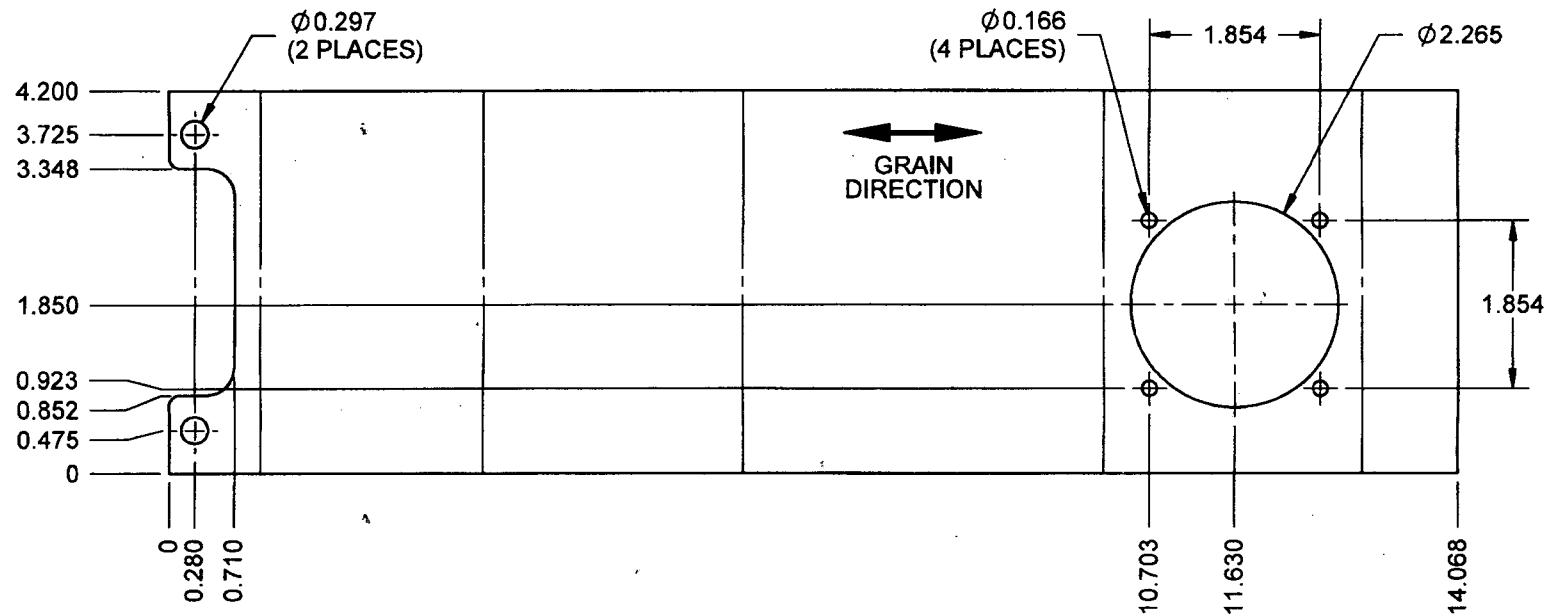 Ø0.297
(2 PLACES)
Ø0.166
(4 PLACES)
1.854
Ø2.265
4.200
3.725
3.348
GRAIN
DIRECTION
1.850
1.854
0.923
0.852
0.475
0
0
0.280
0.710
10.703
11.630
14.068